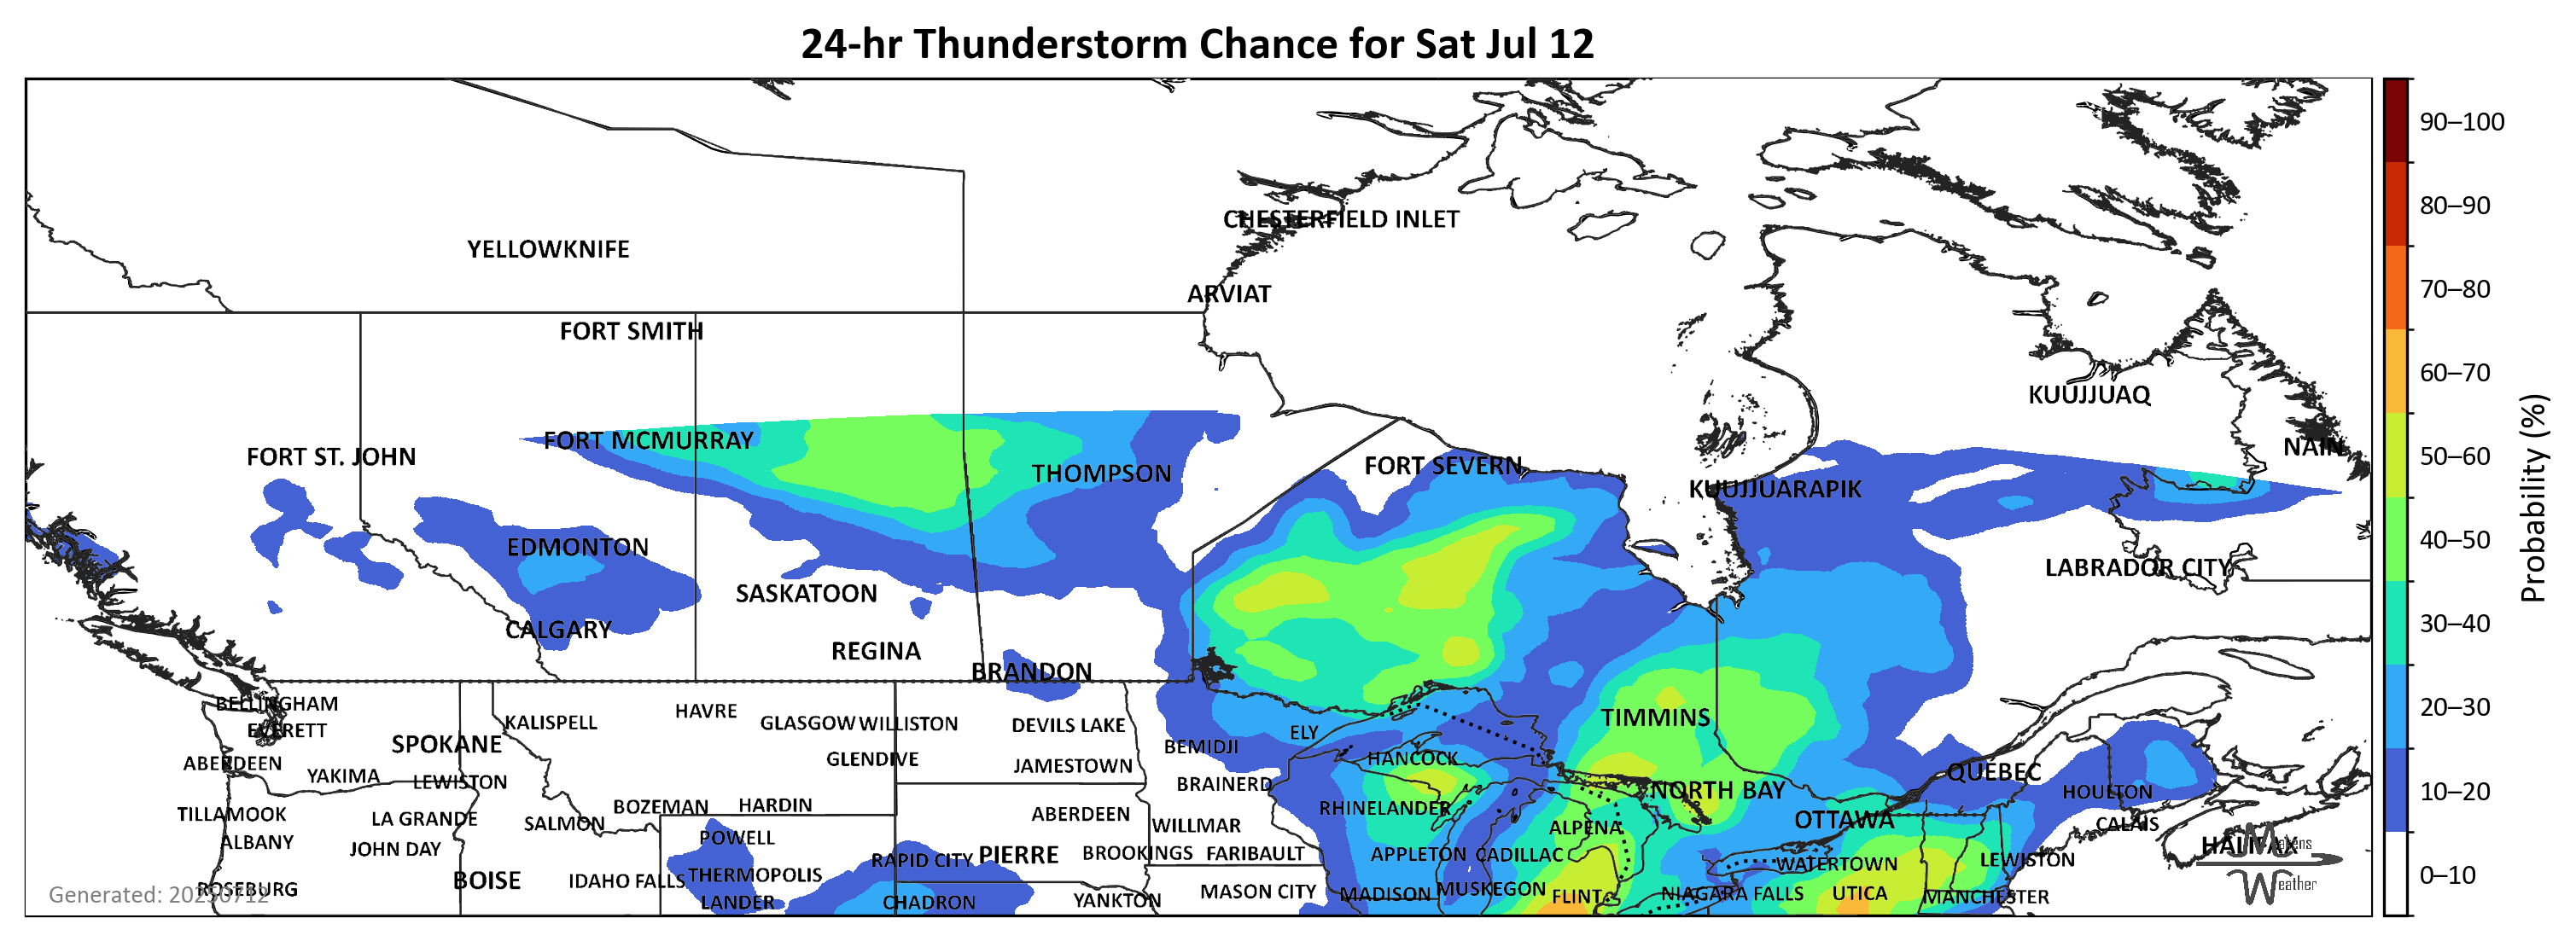 24-hr Thunderstorm Chance for Sat Jul 12
90–100
80–90
70–80
60–70
50–60
40–50
30–40
20–30
10–20
0–10
Probability (%)
CHESTERFIELD INLET
YELLOWKNIFE
ARVIAT
FORT SMITH
KUUJJUAQ
FORT MCMURRAY
NAIN
FORT ST. JOHN
FORT SEVERN
THOMPSON
KUUJJUARAPIK
EDMONTON
LABRADOR CITY
SASKATOON
CALGARY
REGINA
BRANDON
BELLINGHAM
HAVRE
TIMMINS
KALISPELL
GLASGOW
WILLISTON
DEVILS LAKE
EVERETT
ELY
SPOKANE
BEMIDJI
ABERDEEN
GLENDIVE
HANCOCK
JAMESTOWN
QUÉBEC
YAKIMA
LEWISTON
BRAINERD
NORTH BAY
HOULTON
BOZEMAN
HARDIN
RHINELANDER
TILLAMOOK
LA GRANDE
SALMON
ABERDEEN
WILLMAR
ALPENA
OTTAWA
CALAIS
POWELL
ALBANY
JOHN DAY
HALIFAX
Matens
RAPID CITY
PIERRE
BROOKINGS
FARIBAULT
APPLETON
CADILLAC
WATERTOWN
LEWISTON
THERMOPOLIS
BOISE
IDAHO FALLS
Weather
ROSEBURG
MASON CITY
MADISON
MUSKEGON
FLINT
NIAGARA FALLS
UTICA
MANCHESTER
LANDER
CHADRON
YANKTON
Generated: 20250712